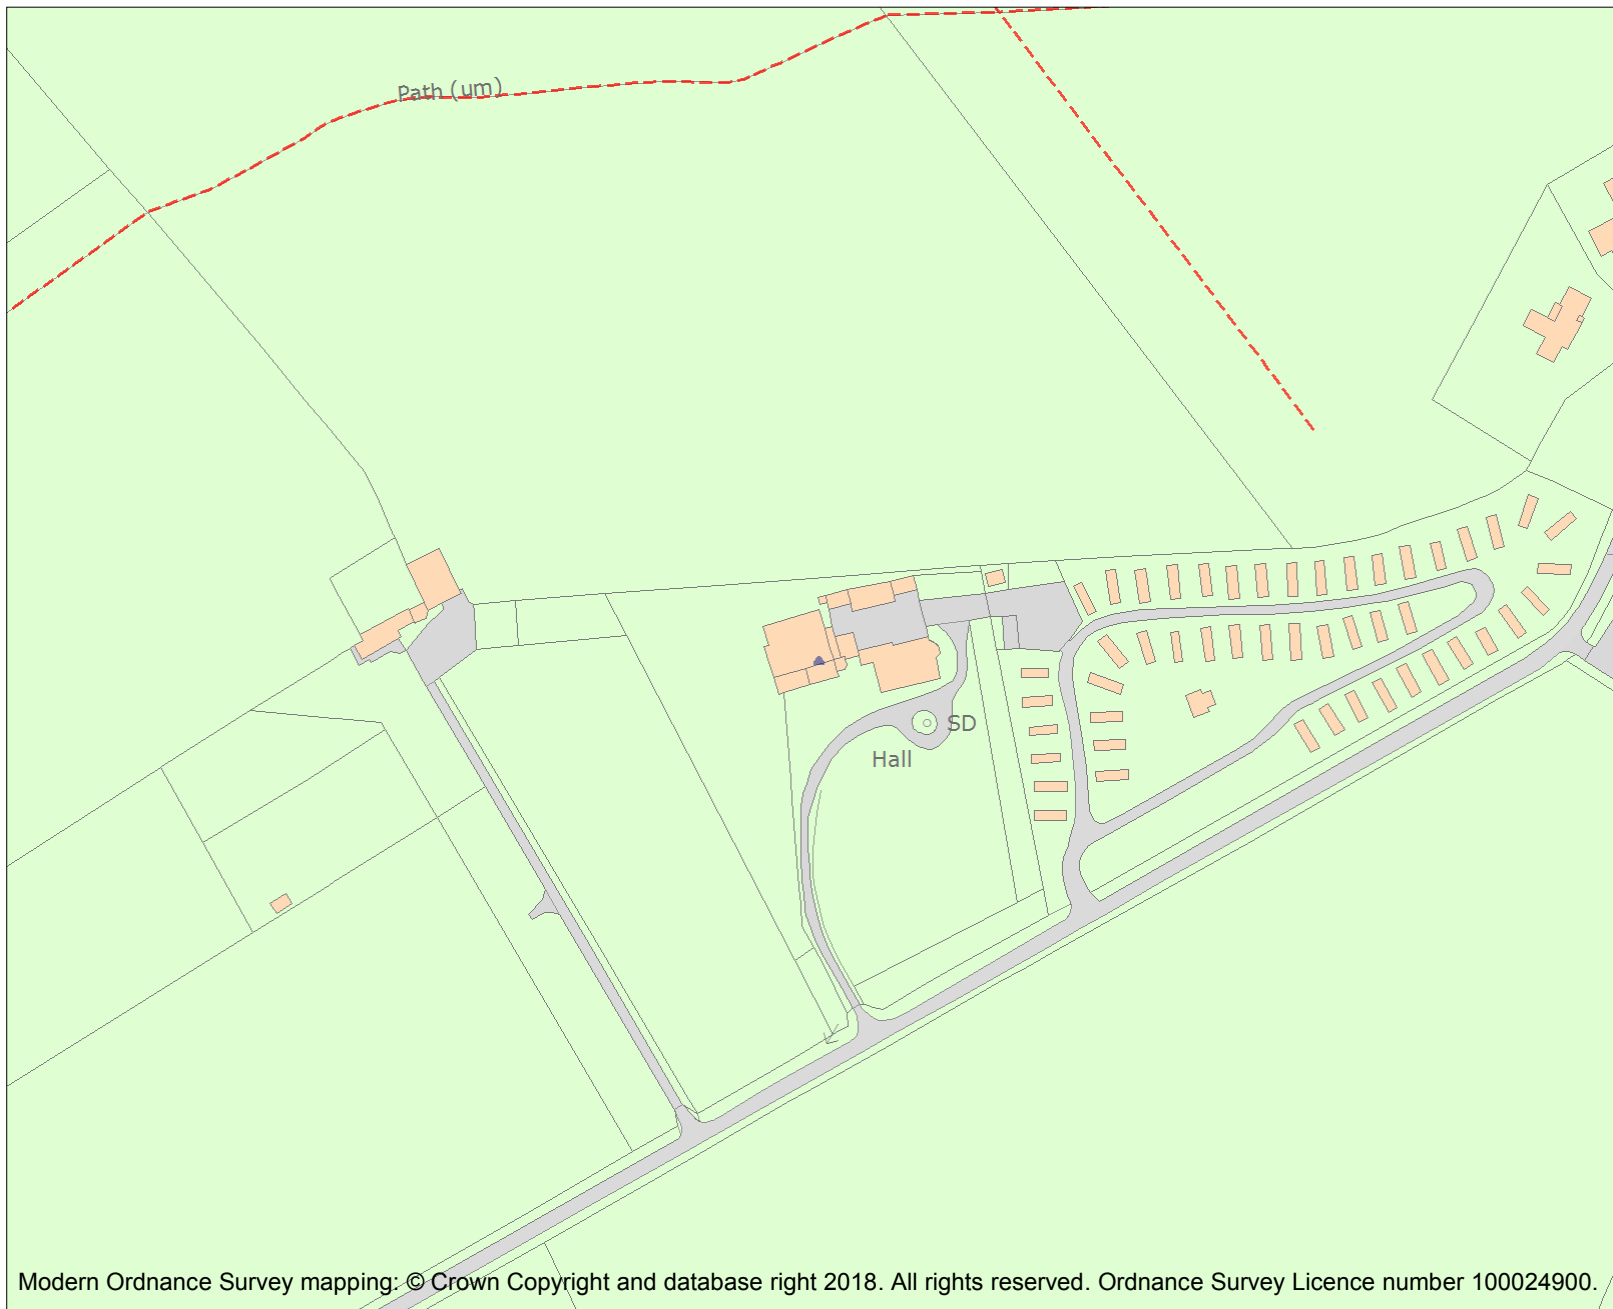 Path (um)
SD
Hall
Modern Ordnance Survey mapping: © Crown Copyright and database right 2018. All rights reserved. Ordnance Survey Licence number 100024900.